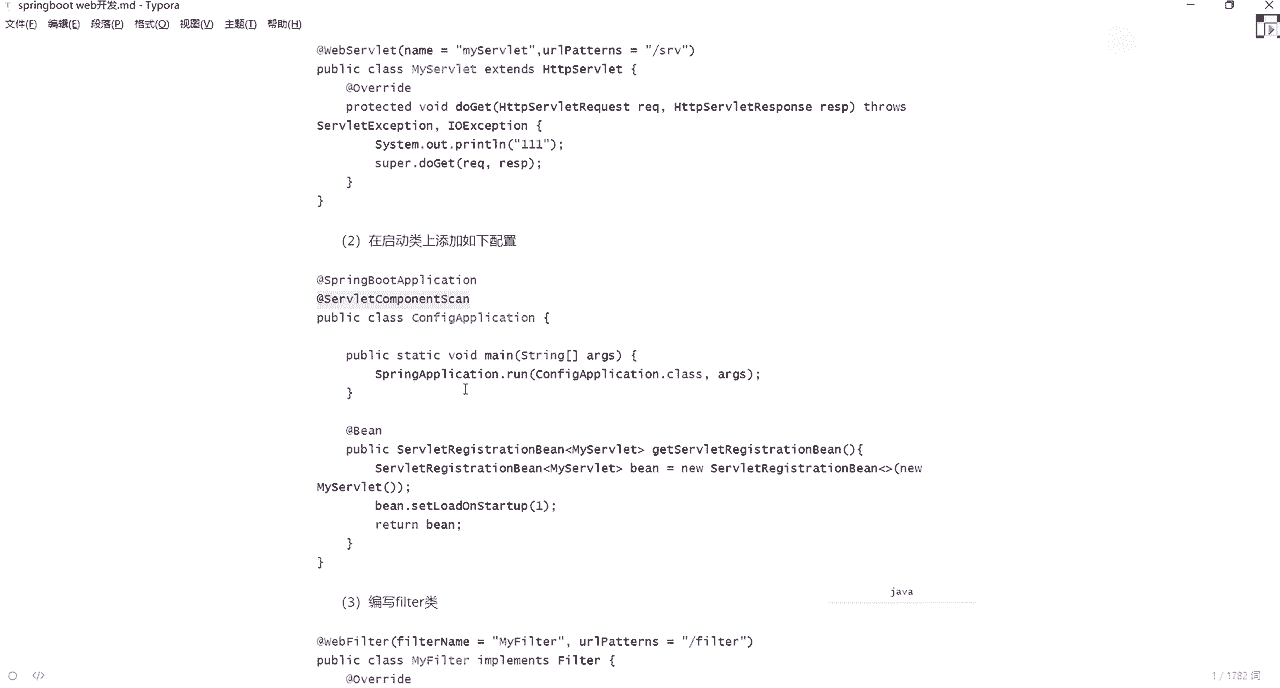 springboot web开发.md - Typora
文件(F) 编辑(E) 段落(P) 格式(O) 视图(V) 主题(T) 帮助(H)
@WebServlet(name = "myServlet",urlPatterns = "/srv")
public class MyServlet extends HttpServlet {
@Override
protected void doGet(HttpServletRequest req, HttpServletResponse resp) throws
ServletException, IOException {
System.out.println("111");
super.doGet(req, resp);
}
}
(2) 在启动类上添加如下配置
@SpringBootApplication
@ServletComponentScan
public class ConfigApplication {
public static void main(String[] args) {
SpringApplication.run(ConfigApplication.class, args);
}
@Bean
public ServletRegistrationBean<MyServlet> getServletRegistrationBean(){
ServletRegistrationBean<MyServlet> bean = new ServletRegistrationBean<>(new
MyServlet());
bean.setLoadOnStartup(1);
return bean;
}
}
java
(3) 编写filter类
@WebFilter(filterName = "MyFilter", urlPatterns = "/filter")
public class MyFilter implements Filter {
@Override
</> 1 / 1782 词